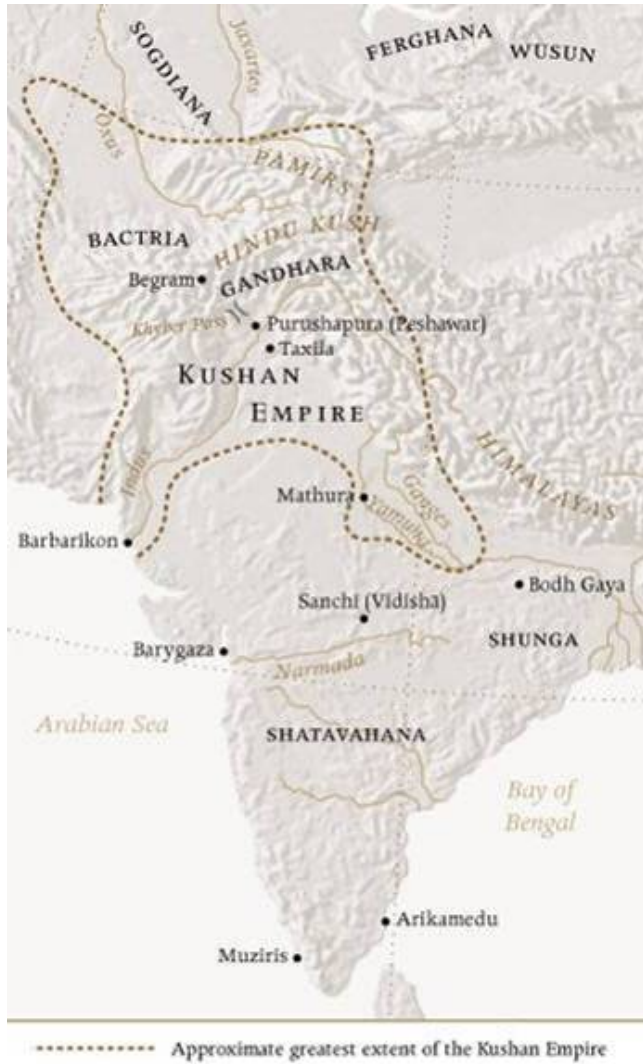 FERGHANA
WUSUN
SOGDIANA
Jaxartes
Oxus
PAMIRS
BACTRIA
HINDU KUSH
Begram
GANDHARA
Khyber Pass
Purushapura (Peshawar)
Taxila
KUSHAN
EMPIRE
Indus
HIMALAYAS
Mathura
Ganges
Yamuna
Barbarikon
Bodh Gaya
Sanchi (Vidishā)
SHUNGA
Barygaza
Narmada
Arabian Sea
SHATAVAHANA
Bay of
Bengal
Arikamedu
Muziris
Approximate greatest extent of the Kushan Empire